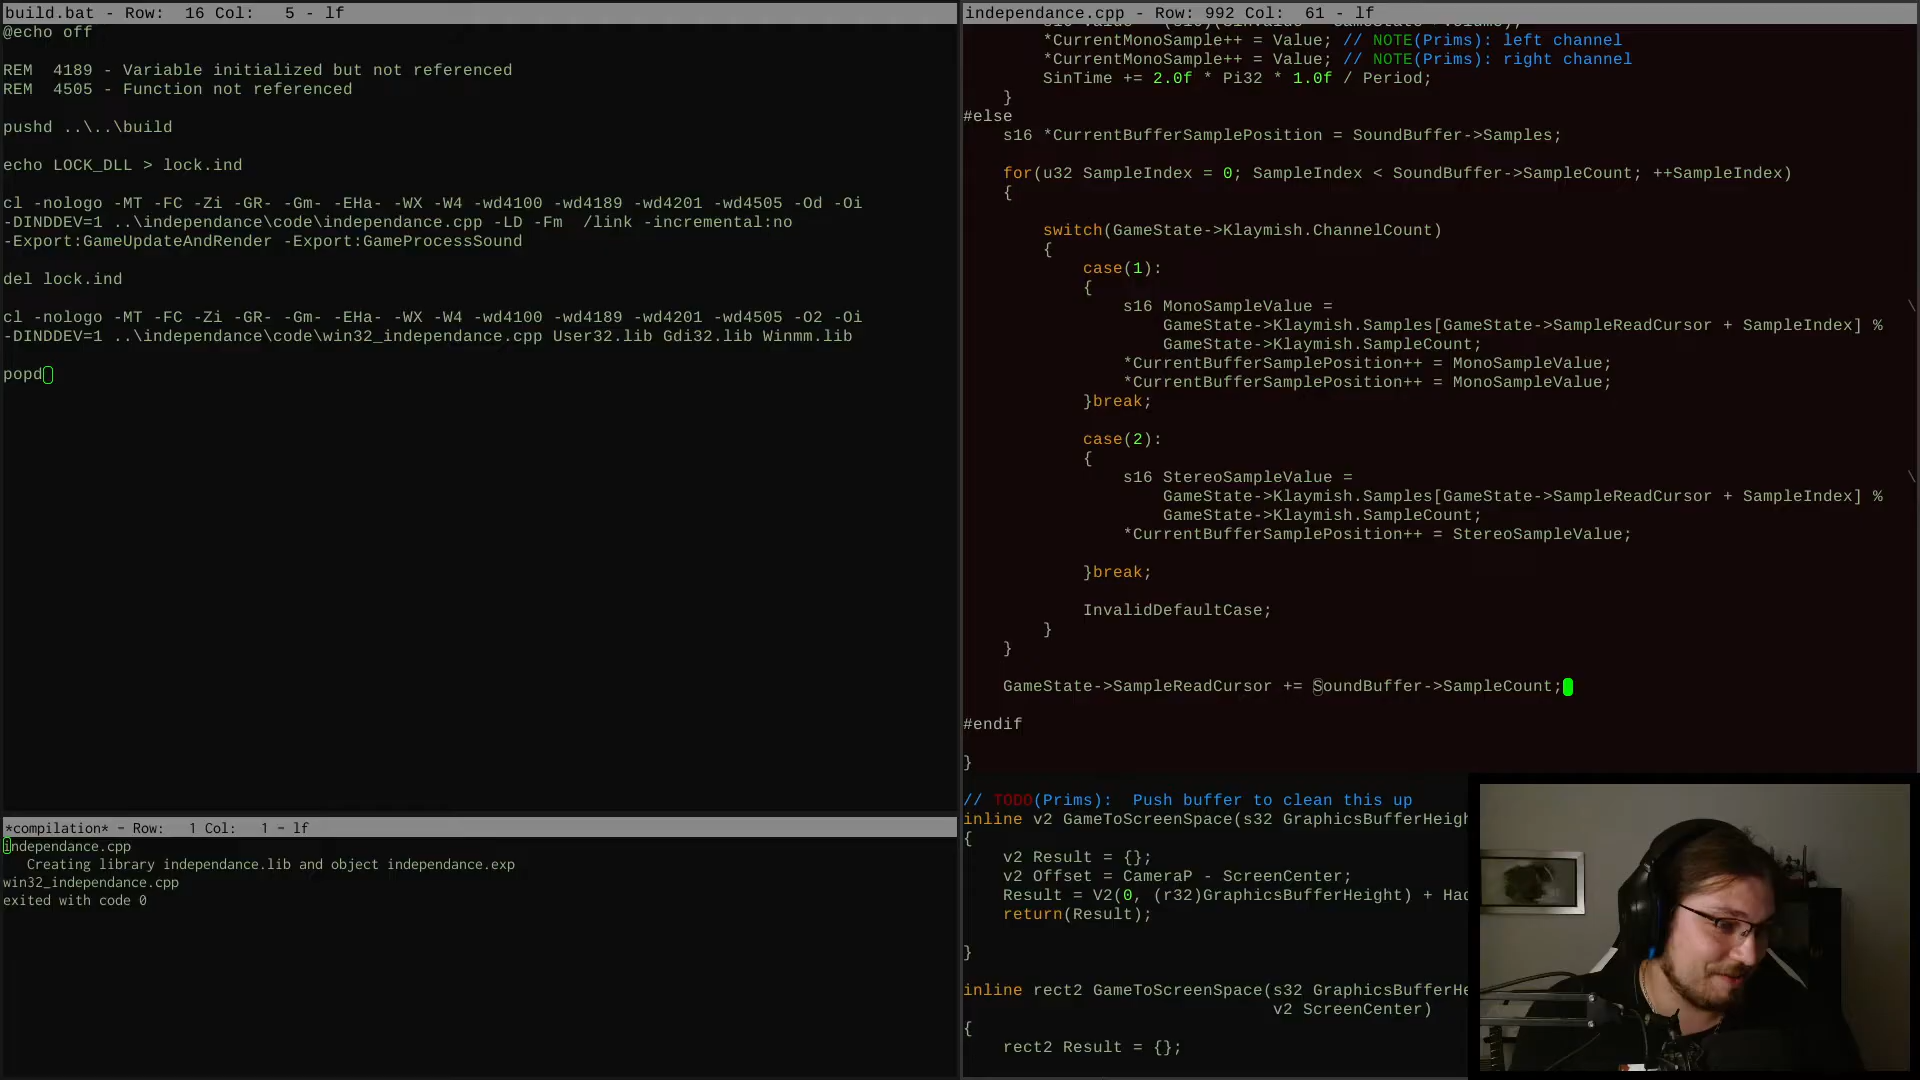 build.bat - Row:  16 Col:   5 - lf
@echo off
REM  4189 - Variable initialized but not referenced
REM  4505 - Function not referenced
pushd ..\..\build
echo LOCK_DLL > lock.ind
cl -nologo -MT -FC -Zi -GR- -Gm- -EHa- -WX -W4 -wd4100 -wd4189 -wd4201 -wd4505 -Od -Oi
-DINDDEV=1 ..\independance\code\independance.cpp -LD -Fm  /link -incremental:no
-Export:GameUpdateAndRender -Export:GameProcessSound
del lock.ind
cl -nologo -MT -FC -Zi -GR- -Gm- -EHa- -WX -W4 -wd4100 -wd4189 -wd4201 -wd4505 -O2 -Oi
-DINDDEV=1 ..\independance\code\win32_independance.cpp User32.lib Gdi32.lib Winmm.lib
popd
*compilation* - Row:   1 Col:   1 - lf
independance.cpp
   Creating library independance.lib and object independance.exp
win32_independance.cpp
exited with code 0
independance.cpp - Row: 992 Col:  61 - lf
*CurrentMonoSample++ = Value; // NOTE(Prims): left channel
*CurrentMonoSample++ = Value; // NOTE(Prims): right channel
SinTime += 2.0f * Pi32 * 1.0f / Period;
}
#else
s16 *CurrentBufferSamplePosition = SoundBuffer->Samples;
for(u32 SampleIndex = 0; SampleIndex < SoundBuffer->SampleCount; ++SampleIndex)
{
switch(GameState->Klaymish.ChannelCount)
{
case(1):
{
s16 MonoSampleValue = \
GameState->Klaymish.Samples[GameState->SampleReadCursor + SampleIndex] %
GameState->Klaymish.SampleCount;
*CurrentBufferSamplePosition++ = MonoSampleValue;
*CurrentBufferSamplePosition++ = MonoSampleValue;
}break;
case(2):
{
s16 StereoSampleValue = \
GameState->Klaymish.Samples[GameState->SampleReadCursor + SampleIndex] %
GameState->Klaymish.SampleCount;
*CurrentBufferSamplePosition++ = StereoSampleValue;
}break;
InvalidDefaultCase;
}
}
GameState->SampleReadCursor += SoundBuffer->SampleCount;
#endif
}
// TODO(Prims):  Push buffer to clean this up
inline v2 GameToScreenSpace(s32 GraphicsBufferHeigh
{
v2 Result = {};
v2 Offset = CameraP - ScreenCenter;
Result = V2(0, (r32)GraphicsBufferHeight) + Had
return(Result);
}
inline rect2 GameToScreenSpace(s32 GraphicsBufferHe
v2 ScreenCenter)
{
rect2 Result = {};